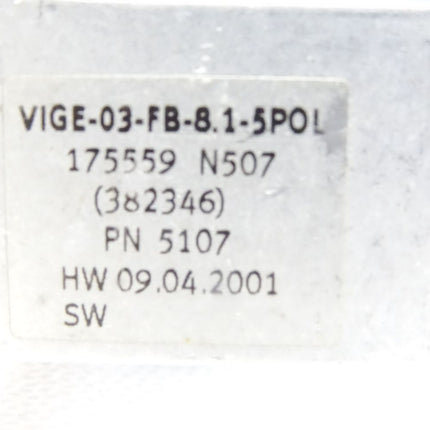 VIGE-03-FB-8.1-5POL
175559 N507
(382346)
PN 5107
HW 09.04.2001
SW